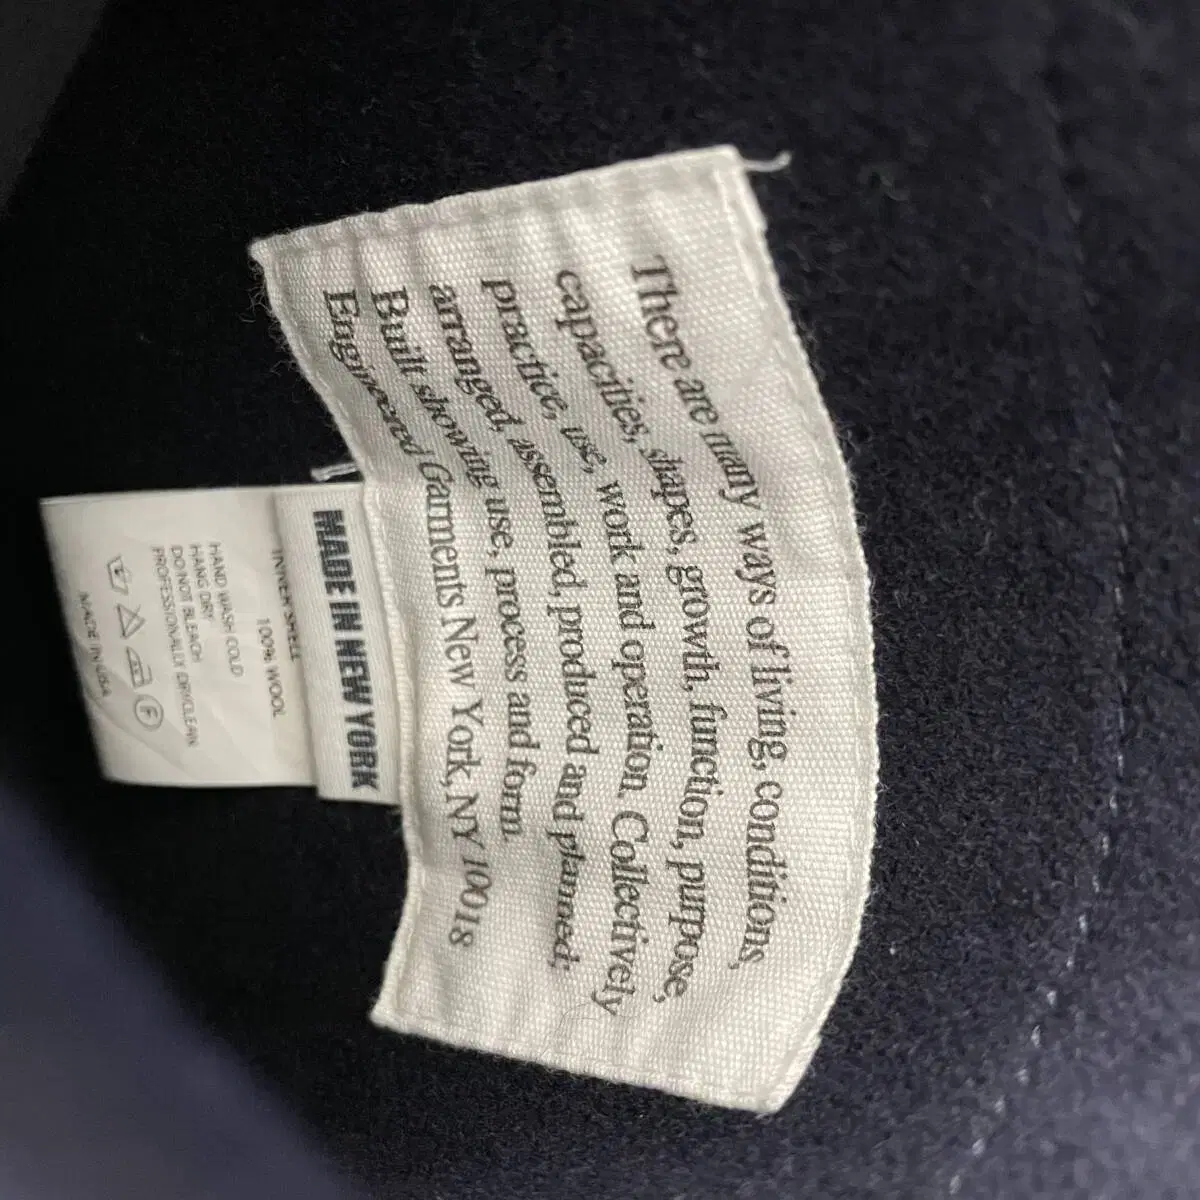 There are many ways of living, conditions,
capacities, shapes, growth, function, purpose,
practice, use, work and operation. Collectively
arranged, assembled, produced and planned;
Built showing use, process and form.
Engineered Garments New York, NY 10018
MADE IN NEW YORK
INNER SHELL
100% WOOL
HAND WASH COLD
HANG DRY
DO NOT BLEACH
PROFESSIONALLY DRYCLEAN
F
MADE IN USA